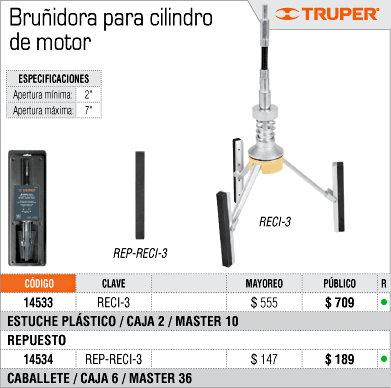 Bruñidora para cilindro
de motor
TRUPER®
ESPECIFICACIONES
Apertura mínima: 2"
Apertura máxima: 7"
TRUPER
REP-RECI-3
RECI-3
CÓDIGO CLAVE MAYOREO PÚBLICO R
14533 RECI-3 $ 555 $ 709
ESTUCHE PLÁSTICO / CAJA 2 / MASTER 10
REPUESTO
14534 REP-RECI-3 $ 147 $ 189
CABALLETE / CAJA 6 / MASTER 36